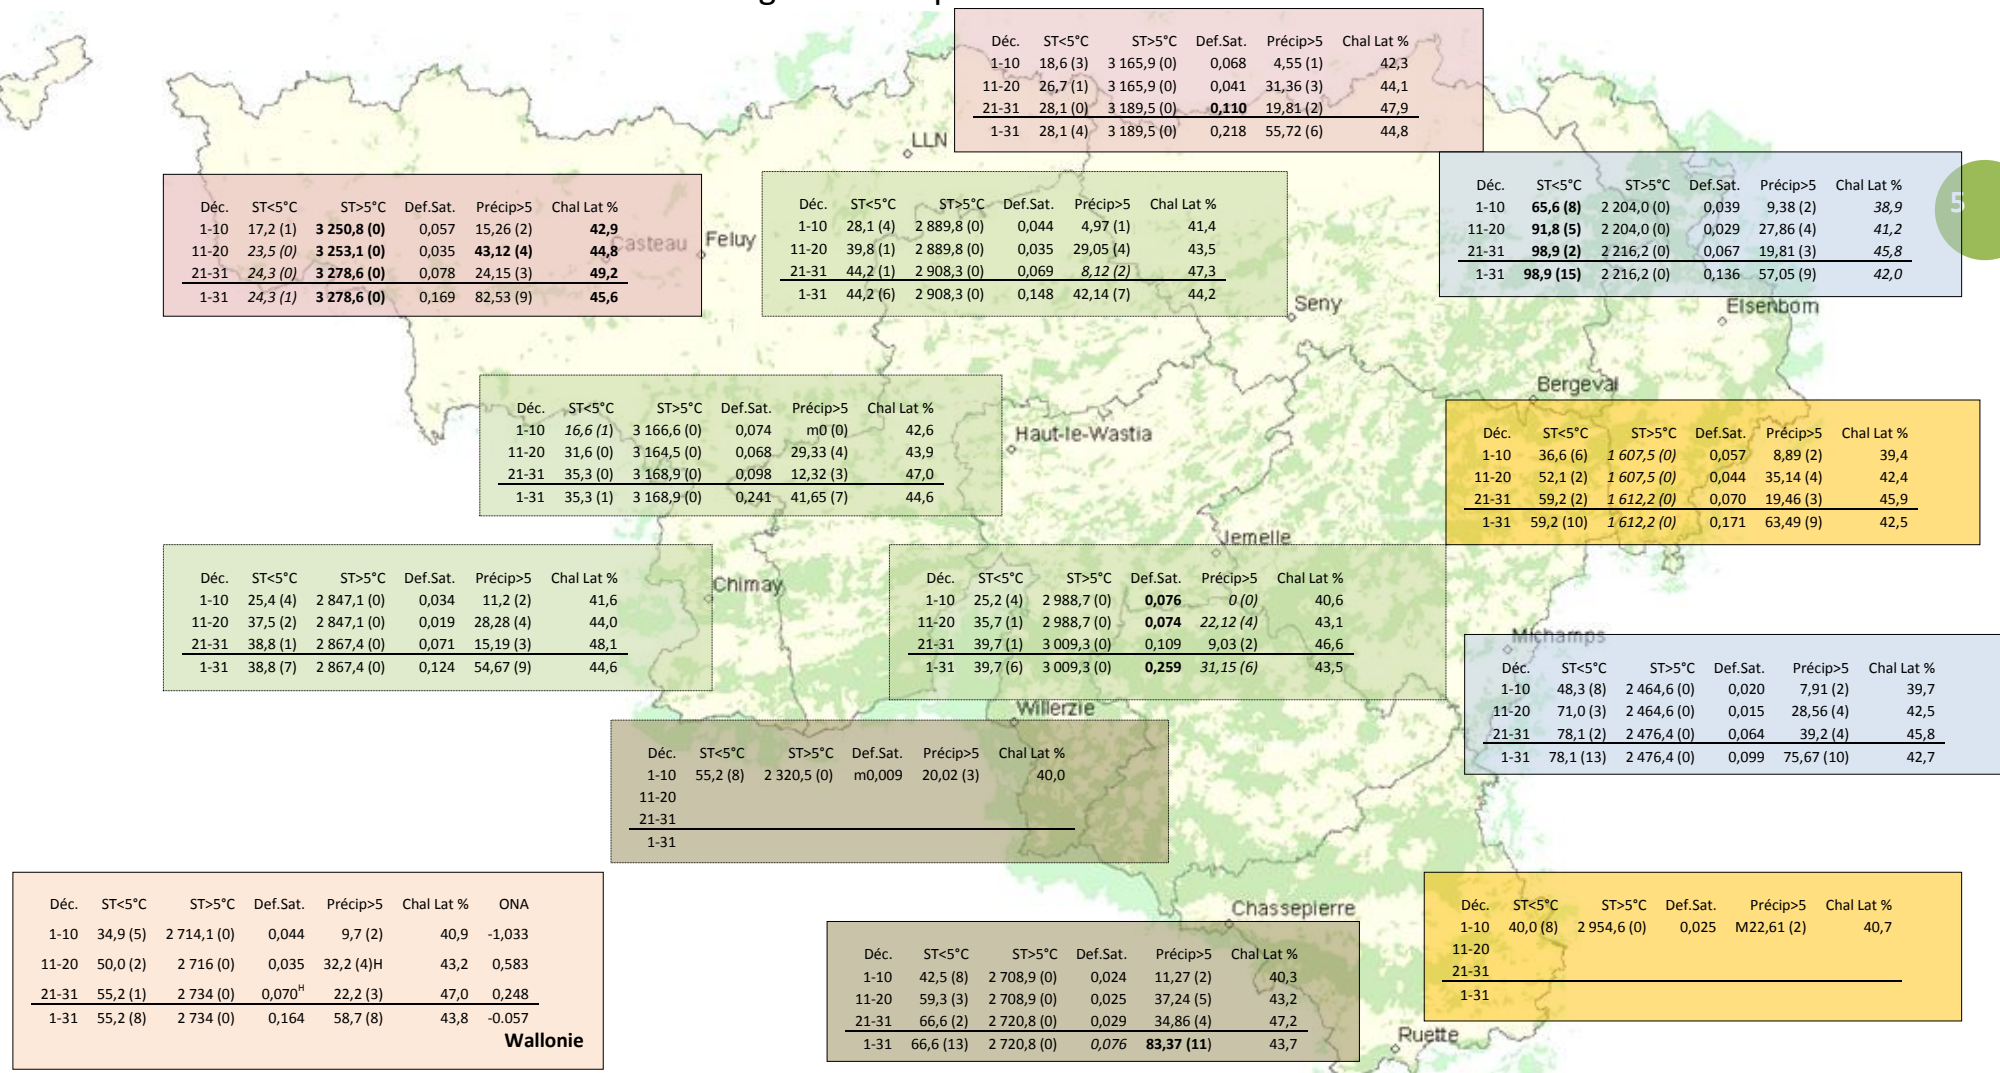 Déc. ST<5°C ST>5°C Def.Sat. Précip>5 Chal Lat %
1-10 18,6 (3) 3 165,9 (0) 0,068 4,55 (1) 42,3
11-20 26,7 (1) 3 165,9 (0) 0,041 31,36 (3) 44,1
21-31 28,1 (0) 3 189,5 (0) 0,110 19,81 (2) 47,9
1-31 28,1 (4) 3 189,5 (0) 0,218 55,72 (6) 44,8
LLN
Déc. ST<5°C ST>5°C Def.Sat. Précip>5 Chal Lat %
1-10 65,6 (8) 2 204,0 (0) 0,039 9,38 (2) 38,9
11-20 91,8 (5) 2 204,0 (0) 0,029 27,86 (4) 41,2
21-31 98,9 (2) 2 216,2 (0) 0,067 19,81 (3) 45,8
1-31 98,9 (15) 2 216,2 (0) 0,136 57,05 (9) 42,0
5
Elsenborn
Déc. ST<5°C ST>5°C Def.Sat. Précip>5 Chal Lat %
1-10 17,2 (1) 3 250,8 (0) 0,057 15,26 (2) 42,9
11-20 23,5 (0) 3 253,1 (0) 0,035 43,12 (4) 44,8
21-31 24,3 (0) 3 278,6 (0) 0,078 24,15 (3) 49,2
1-31 24,3 (1) 3 278,6 (0) 0,169 82,53 (9) 45,6
Casteau
Feluy
Déc. ST<5°C ST>5°C Def.Sat. Précip>5 Chal Lat %
1-10 28,1 (4) 2 889,8 (0) 0,044 4,97 (1) 41,4
11-20 39,8 (1) 2 889,8 (0) 0,035 29,05 (4) 43,5
21-31 44,2 (1) 2 908,3 (0) 0,069 8,12 (2) 47,3
1-31 44,2 (6) 2 908,3 (0) 0,148 42,14 (7) 44,2
Seny
Déc. ST<5°C ST>5°C Def.Sat. Précip>5 Chal Lat %
1-10 16,6 (1) 3 166,6 (0) 0,074 m0 (0) 42,6
11-20 31,6 (0) 3 164,5 (0) 0,068 29,33 (4) 43,9
21-31 35,3 (0) 3 168,9 (0) 0,098 12,32 (3) 47,0
1-31 35,3 (1) 3 168,9 (0) 0,241 41,65 (7) 44,6
Haut-le-Wastia
Bergeval
Déc. ST<5°C ST>5°C Def.Sat. Précip>5 Chal Lat %
1-10 36,6 (6) 1 607,5 (0) 0,057 8,89 (2) 39,4
11-20 52,1 (2) 1 607,5 (0) 0,044 35,14 (4) 42,4
21-31 59,2 (2) 1 612,2 (0) 0,070 19,46 (3) 45,9
1-31 59,2 (10) 1 612,2 (0) 0,171 63,49 (9) 42,5
Déc. ST<5°C ST>5°C Def.Sat. Précip>5 Chal Lat %
1-10 25,4 (4) 2 847,1 (0) 0,034 11,2 (2) 41,6
11-20 37,5 (2) 2 847,1 (0) 0,019 28,28 (4) 44,0
21-31 38,8 (1) 2 867,4 (0) 0,071 15,19 (3) 48,1
1-31 38,8 (7) 2 867,4 (0) 0,124 54,67 (9) 44,6
Chimay
Jemelle
Déc. ST<5°C ST>5°C Def.Sat. Précip>5 Chal Lat %
1-10 25,2 (4) 2 988,7 (0) 0,076 0 (0) 40,6
11-20 35,7 (1) 2 988,7 (0) 0,074 22,12 (4) 43,1
21-31 39,7 (1) 3 009,3 (0) 0,109 9,03 (2) 46,6
1-31 39,7 (6) 3 009,3 (0) 0,259 31,15 (6) 43,5
Michamps
Déc. ST<5°C ST>5°C Def.Sat. Précip>5 Chal Lat %
1-10 48,3 (8) 2 464,6 (0) 0,020 7,91 (2) 39,7
11-20 71,0 (3) 2 464,6 (0) 0,015 28,56 (4) 42,5
21-31 78,1 (2) 2 476,4 (0) 0,064 39,2 (4) 45,8
1-31 78,1 (13) 2 476,4 (0) 0,099 75,67 (10) 42,7
Willerzie
Déc. ST<5°C ST>5°C Def.Sat. Précip>5 Chal Lat %
1-10 55,2 (8) 2 320,5 (0) m0,009 20,02 (3) 40,0
11-20
21-31
1-31
Déc. ST<5°C ST>5°C Def.Sat. Précip>5 Chal Lat % ONA
1-10 34,9 (5) 2 714,1 (0) 0,044 9,7 (2) 40,9 -1,033
11-20 50,0 (2) 2 716 (0) 0,035 32,2 (4)H 43,2 0,583
21-31 55,2 (1) 2 734 (0) 0,070H 22,2 (3) 47,0 0,248
1-31 55,2 (8) 2 734 (0) 0,164 58,7 (8) 43,8 -0.057
Wallonie
Chassepierre
Déc. ST<5°C ST>5°C Def.Sat. Précip>5 Chal Lat %
1-10 42,5 (8) 2 708,9 (0) 0,024 11,27 (2) 40,3
11-20 59,3 (3) 2 708,9 (0) 0,025 37,24 (5) 43,2
21-31 66,6 (2) 2 720,8 (0) 0,029 34,86 (4) 47,2
1-31 66,6 (13) 2 720,8 (0) 0,076 83,37 (11) 43,7
Déc. ST<5°C ST>5°C Def.Sat. Précip>5 Chal Lat %
1-10 40,0 (8) 2 954,6 (0) 0,025 M22,61 (2) 40,7
11-20
21-31
1-31
Ruette